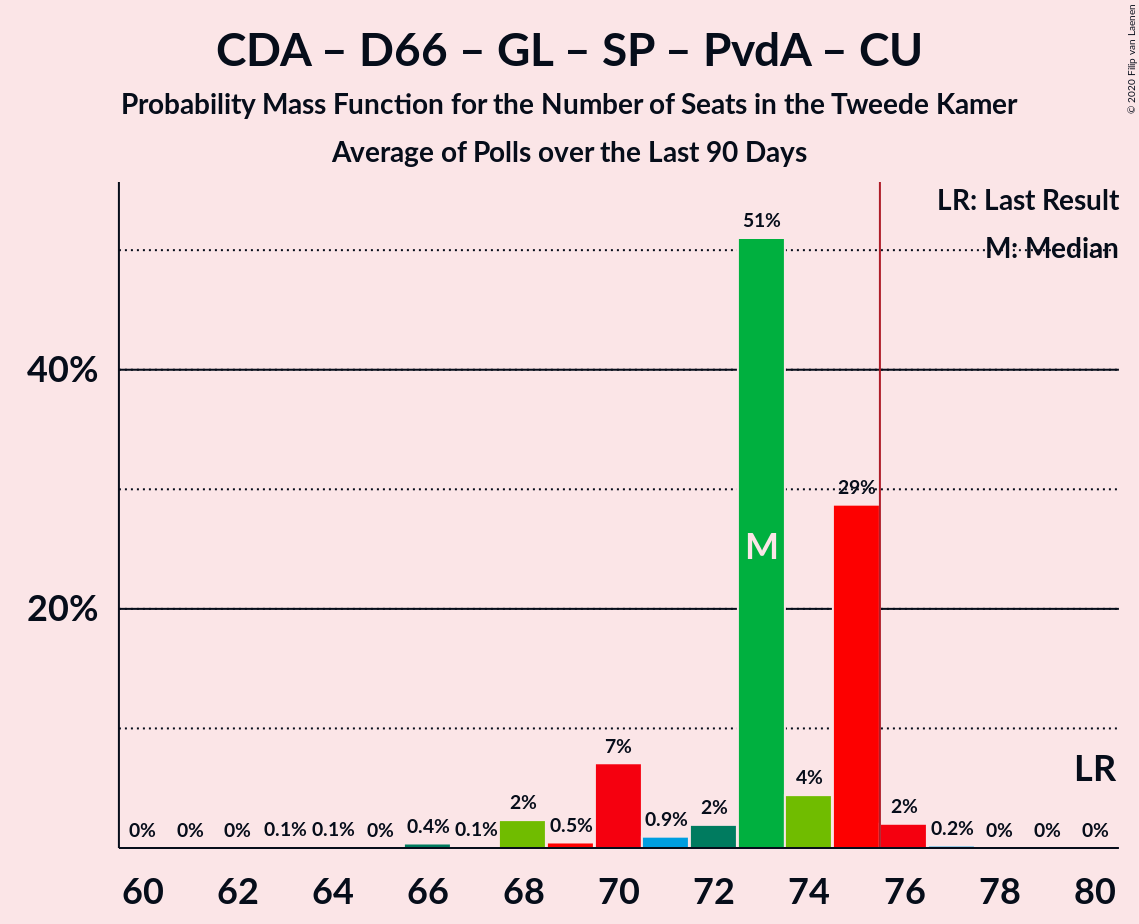 CDA – D66 – GL – SP – PvdA – CU
Probability Mass Function for the Number of Seats in the Tweede Kamer
Average of Polls over the Last 90 Days
© 2020 Filip van Laenen
LR: Last Result
M: Median
40%
20%
0% 0% 0% 0.1% 0.1% 0% 0.4% 0.1% 2% 0.5% 7% 0.9% 2% 51% 4% 29% 2% 0.2% 0% 0% 0%
M
LR
60 62 64 66 68 70 72 74 76 78 80